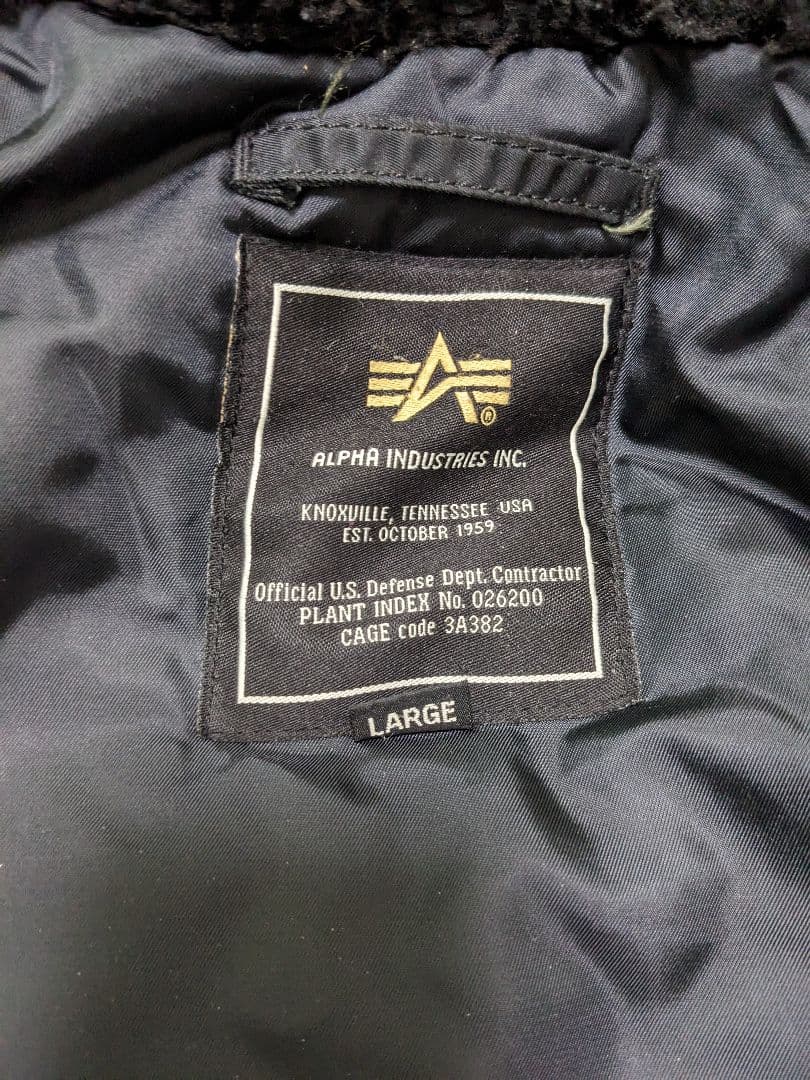 ALPHA INDUSTRIES INC.
KNOXVILLE, TENNESSEE USA
EST. OCTOBER 1959
Official U.S. Defense Dept. Contractor
PLANT INDEX No. 026200
CAGE code 3A382
LARGE